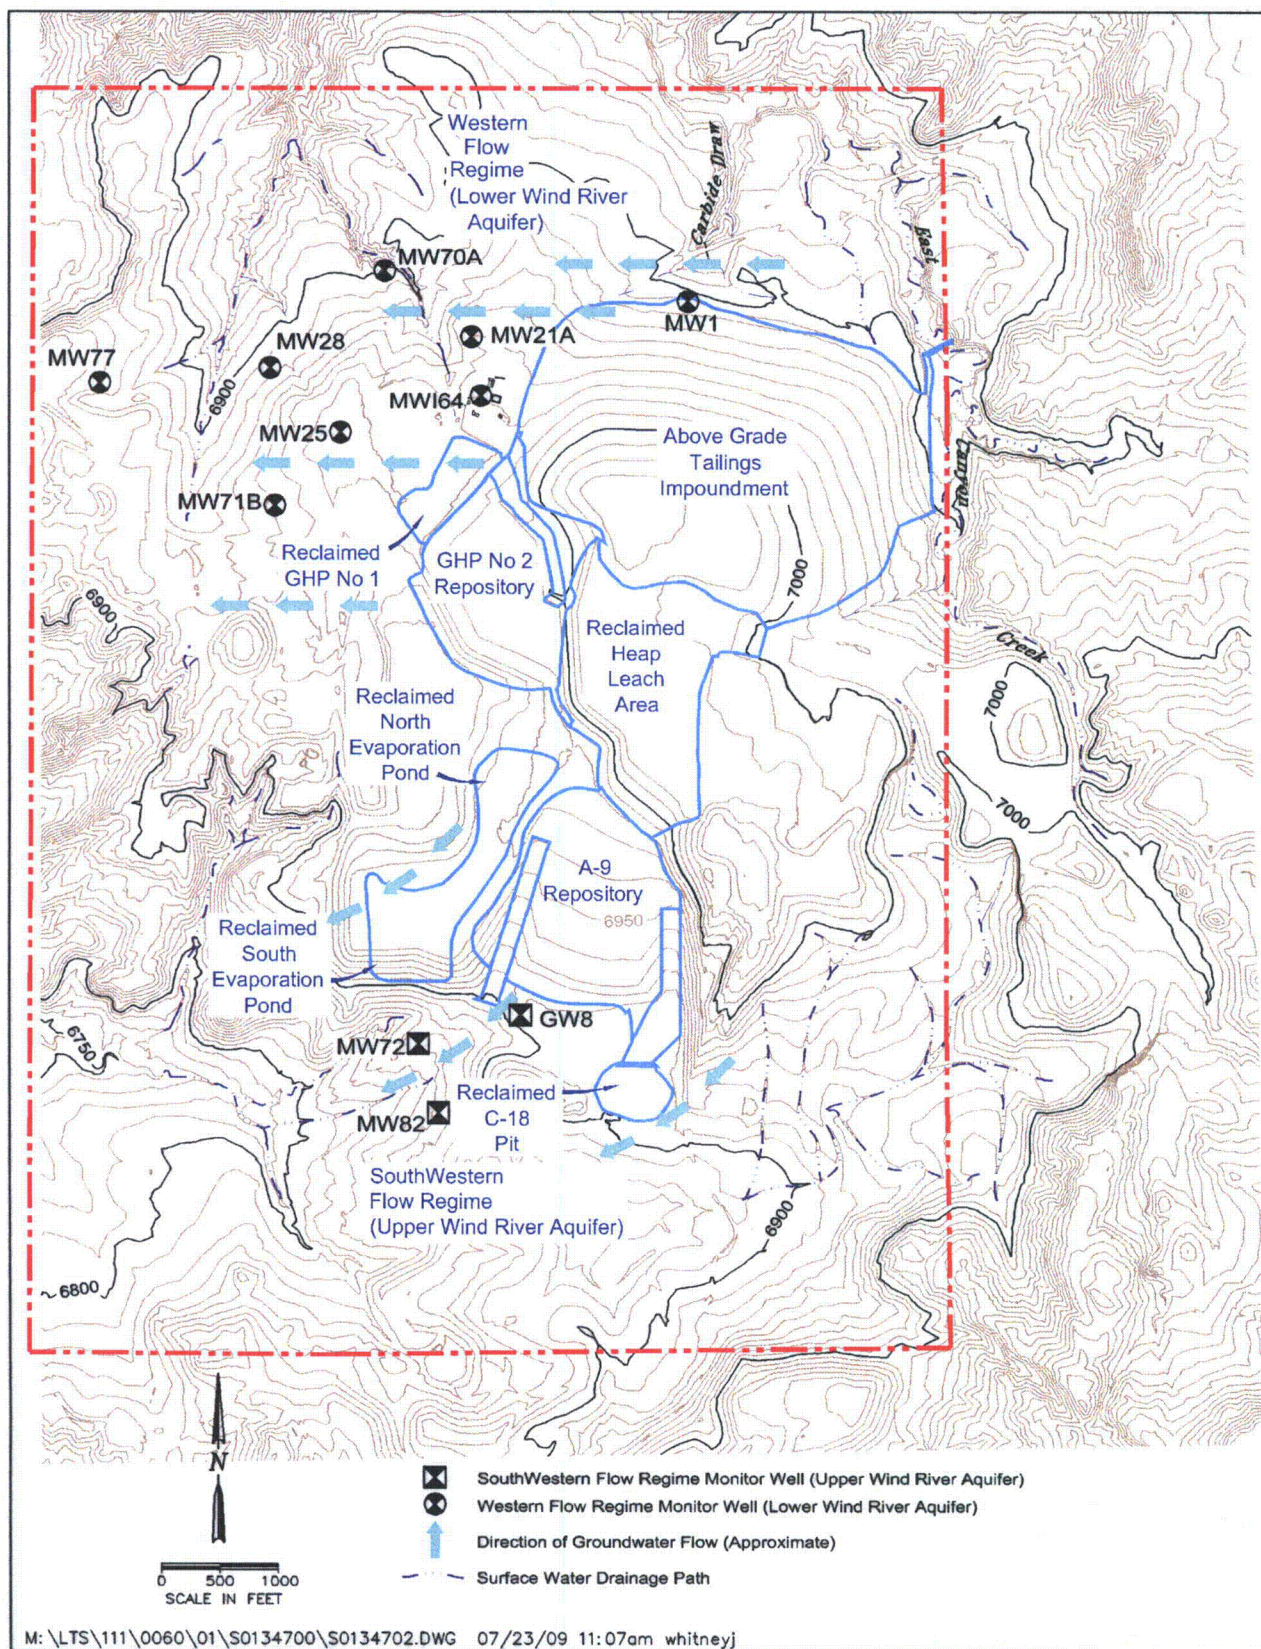 Western
Flow
Regime
(Lower Wind River
Aquifer)
Carbide Draw
East
MW70A
MW1
MW21A
MW28
MW77
6900
MWI64
MW25
Above Grade
Tailings
Impoundment
Canyon
MW71B
Reclaimed
GHP No 1
GHP No 2
Repository
7000
6900
Reclaimed
Heap
Leach
Area
Creek
7000
Reclaimed
North
Evaporation
Pond
7000
A-9
Repository
6950
Reclaimed
South
Evaporation
Pond
GW8
MW72
6750
Reclaimed
C-18
Pit
MW82
SouthWestern
Flow Regime
(Upper Wind River Aquifer)
6900
6800
N
SouthWestern Flow Regime Monitor Well (Upper Wind River Aquifer)
Western Flow Regime Monitor Well (Lower Wind River Aquifer)
Direction of Groundwater Flow (Approximate)
Surface Water Drainage Path
0 500 1000
SCALE IN FEET
M:\LTS\111\0060\01\S0134700\S0134702.DWG 07/23/09 11:07am whitneyj